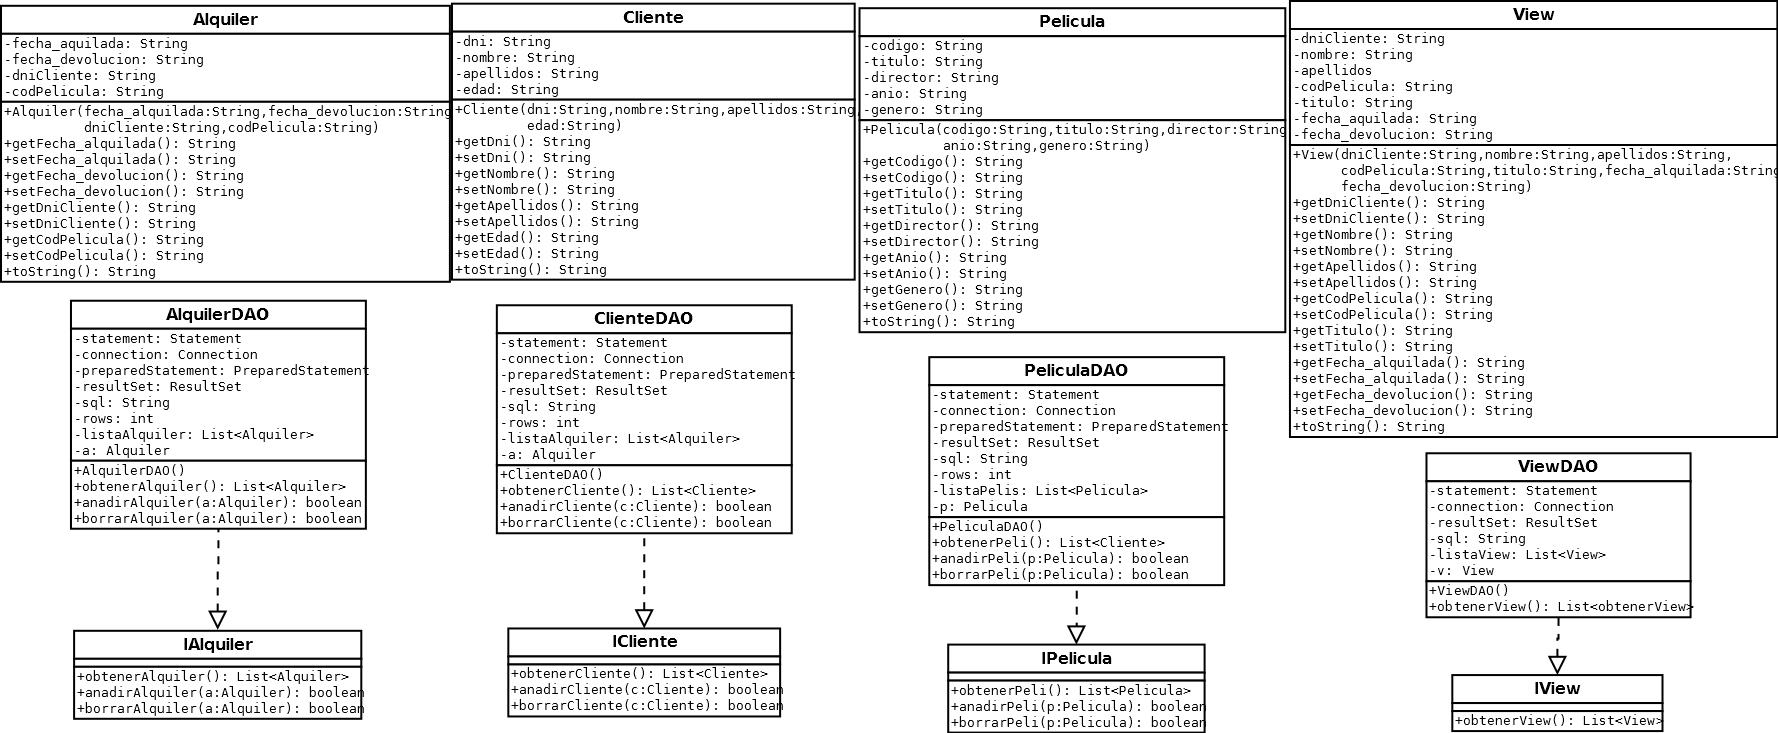 Alquiler
-fecha_aquilada: String
-fecha_devolucion: String
-dniCliente: String
-codPelicula: String
+Alquiler(fecha_alquilada:String,fecha_devolucion:String
dniCliente:String,codPelicula:String)
+getFecha_alquilada(): String
+setFecha_alquilada(): String
+getFecha_devolucion(): String
+setFecha_devolucion(): String
+getDniCliente(): String
+setDniCliente(): String
+getCodPelicula(): String
+setCodPelicula(): String
+toString(): String
Cliente
-dni: String
-nombre: String
-apellidos: String
-edad: String
+Cliente(dni:String,nombre:String,apellidos:String,
edad:String)
+getDni(): String
+setDni(): String
+getNombre(): String
+setNombre(): String
+getApellidos(): String
+setApellidos(): String
+getEdad(): String
+setEdad(): String
+toString(): String
Pelicula
-codigo: String
-titulo: String
-director: String
-anio: String
-genero: String
+Pelicula(codigo:String,titulo:String,director:String
anio:String,genero:String)
+getCodigo(): String
+setCodigo(): String
+getTitulo(): String
+setTitulo(): String
+getDirector(): String
+setDirector(): String
+getAnio(): String
+setAnio(): String
+getGenero(): String
+setGenero(): String
+toString(): String
View
-dniCliente: String
-nombre: String
-apellidos
-codPelicula: String
-titulo: String
-fecha_aquilada: String
-fecha_devolucion: String
+View(dniCliente:String,nombre:String,apellidos:String,
codPelicula:String,titulo:String,fecha_alquilada:String
fecha_devolucion:String)
+getDniCliente(): String
+setDniCliente(): String
+getNombre(): String
+setNombre(): String
+getApellidos(): String
+setApellidos(): String
+getCodPelicula(): String
+setCodPelicula(): String
+getTitulo(): String
+setTitulo(): String
+getFecha_alquilada(): String
+setFecha_alquilada(): String
+getFecha_devolucion(): String
+setFecha_devolucion(): String
+toString(): String
AlquilerDAO
-statement: Statement
-connection: Connection
-preparedStatement: PreparedStatement
-resultSet: ResultSet
-sql: String
-rows: int
-listaAlquiler: List<Alquiler>
-a: Alquiler
+AlquilerDAO()
+obtenerAlquiler(): List<Alquiler>
+anadirAlquiler(a:Alquiler): boolean
+borrarAlquiler(a:Alquiler): boolean
ClienteDAO
-statement: Statement
-connection: Connection
-preparedStatement: PreparedStatement
-resultSet: ResultSet
-sql: String
-rows: int
-listaAlquiler: List<Alquiler>
-a: Alquiler
+ClienteDAO()
+obtenerCliente(): List<Cliente>
+anadirCliente(c:Cliente): boolean
+borrarCliente(c:Cliente): boolean
PeliculaDAO
-statement: Statement
-connection: Connection
-preparedStatement: PreparedStatement
-resultSet: ResultSet
-sql: String
-rows: int
-listaPelis: List<Pelicula>
-p: Pelicula
+PeliculaDAO()
+obtenerPeli(): List<Cliente>
+anadirPeli(p:Pelicula): boolean
+borrarPeli(p:Pelicula): boolean
ViewDAO
-statement: Statement
-connection: Connection
-resultSet: ResultSet
-sql: String
-listaView: List<View>
-v: View
+ViewDAO()
+obtenerView(): List<obtenerView>
IAlquiler
+obtenerAlquiler(): List<Alquiler>
+anadirAlquiler(a:Alquiler): boolean
+borrarAlquiler(a:Alquiler): boolean
ICliente
+obtenerCliente(): List<Cliente>
+anadirCliente(c:Cliente): boolean
+borrarCliente(c:Cliente): boolean
IPelicula
+obtenerPeli(): List<Pelicula>
+anadirPeli(p:Pelicula): boolean
+borrarPeli(p:Pelicula): boolean
IView
+obtenerView(): List<View>